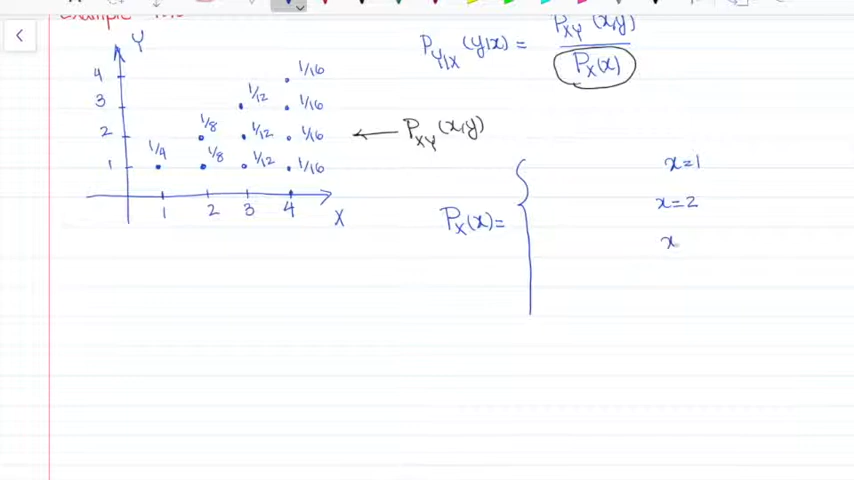 Example
Y
4
3
2
1
1/16
1/12 1/16
1/8 1/12 1/16
1/4 1/8 1/12 1/16
1 2 3 4 X
P_{Y|X}(y|x) = P_{XY}(x,y) / P_X(x)
← P_{XY}(x,y)
P_X(x) = {
x=1
x=2
x